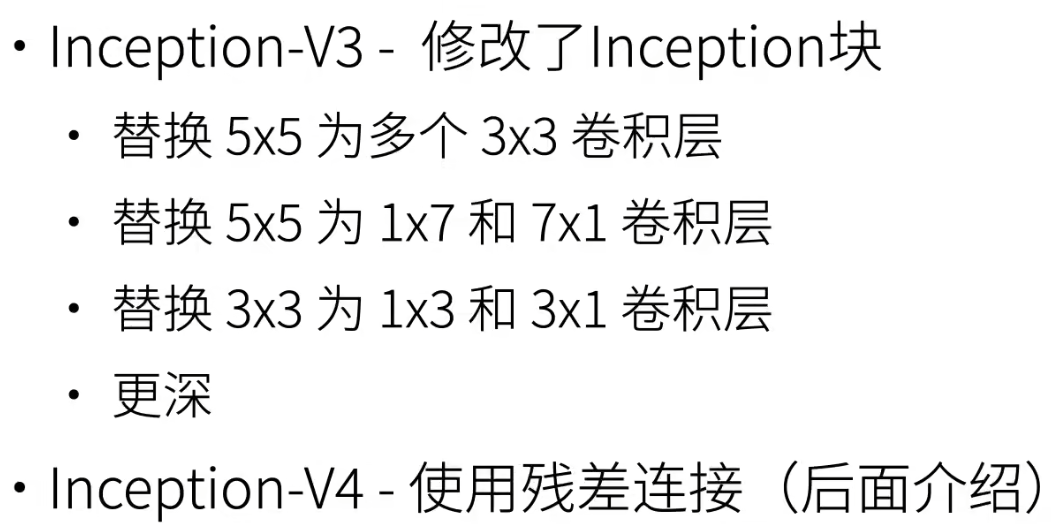 • Inception-V3 - 修改了Inception块
• 替换 5x5 为多个 3x3 卷积层
• 替换 5x5 为 1x7 和 7x1 卷积层
• 替换 3x3 为 1x3 和 3x1 卷积层
• 更深
• Inception-V4 - 使用残差连接（后面介绍）